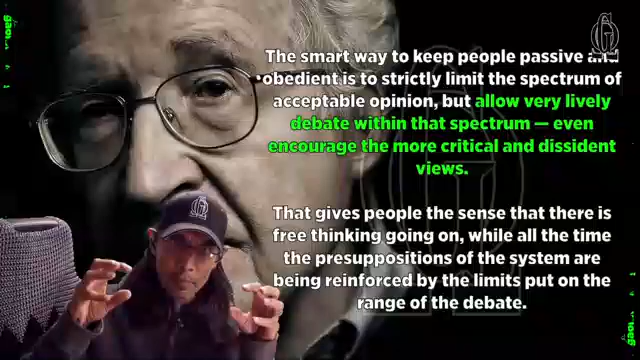 The smart way to keep people passive and
obedient is to strictly limit the spectrum of
acceptable opinion, but allow very lively
debate within that spectrum — even
encourage the more critical and dissident
views.
That gives people the sense that there is
free thinking going on, while all the time
the presuppositions of the system are
being reinforced by the limits put on the
range of the debate.